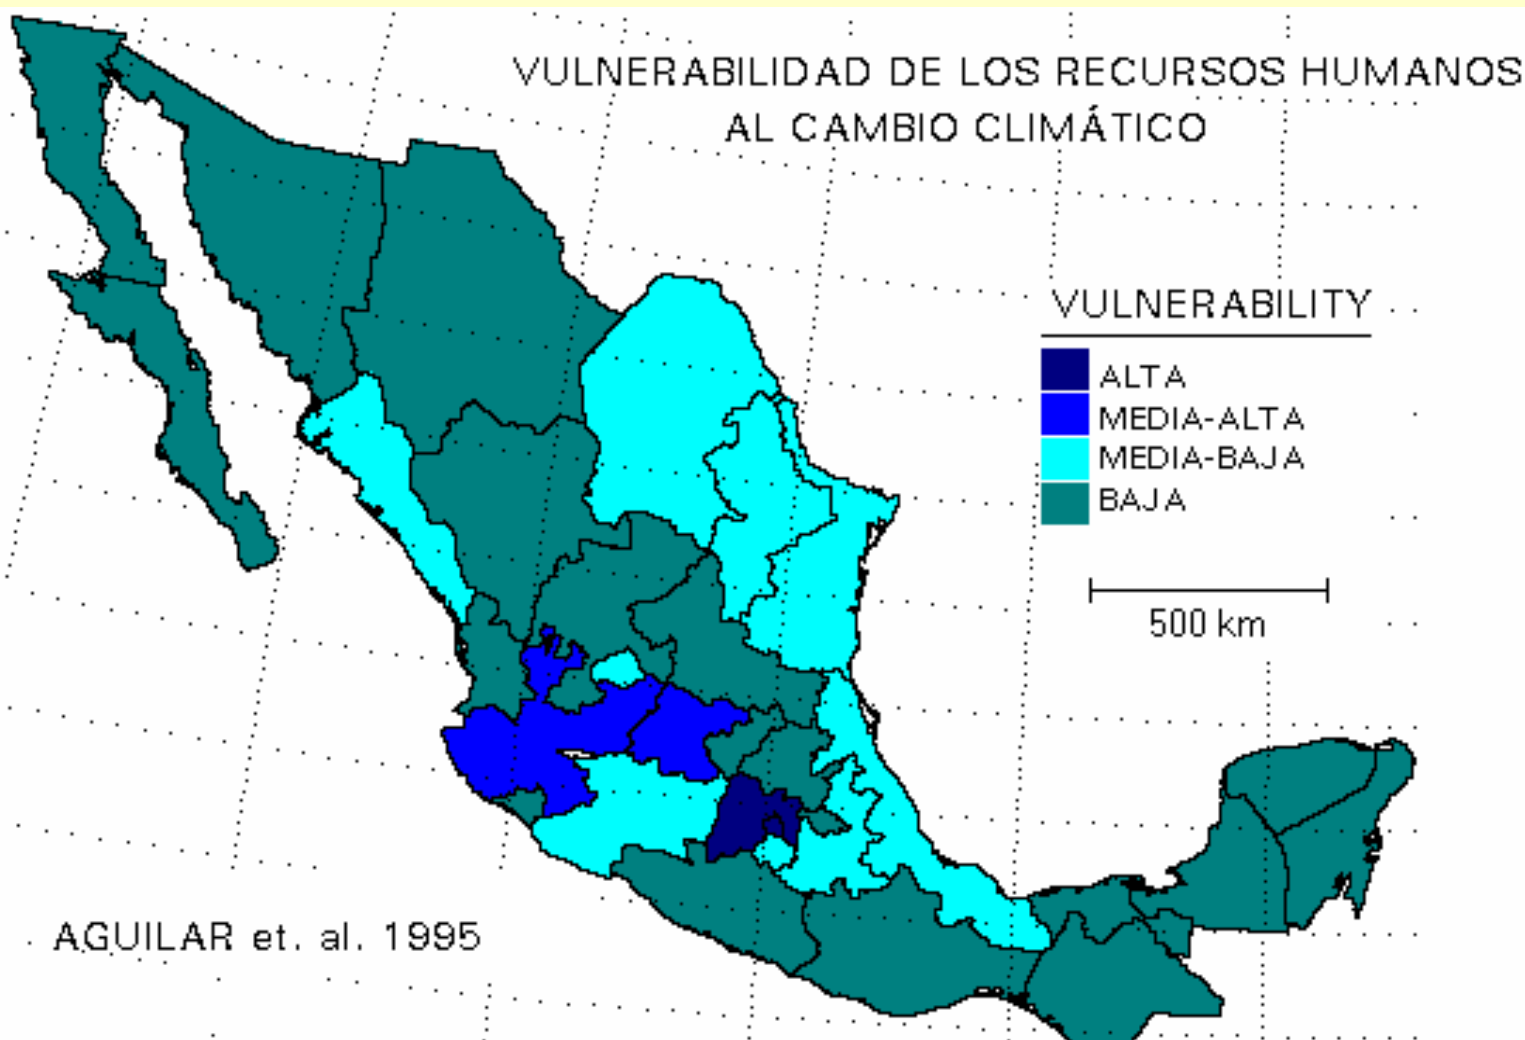 VULNERABILIDAD DE LOS RECURSOS HUMANOS
AL CAMBIO CLIMÁTICO
VULNERABILITY
ALTA
MEDIA-ALTA
MEDIA-BAJA
BAJA
500 km
AGUILAR et. al. 1995